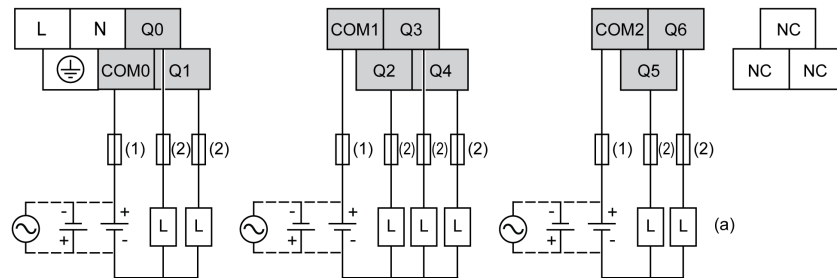 L N Q0 COM1 Q3 COM2 Q6 NC
COM0 Q1 Q2 Q4 Q5 NC NC
(1) (2) (2) (1) (2) (2) (2) (1) (2) (2)
- + - + - +
L L L L L L L (a)
+ - + - + -